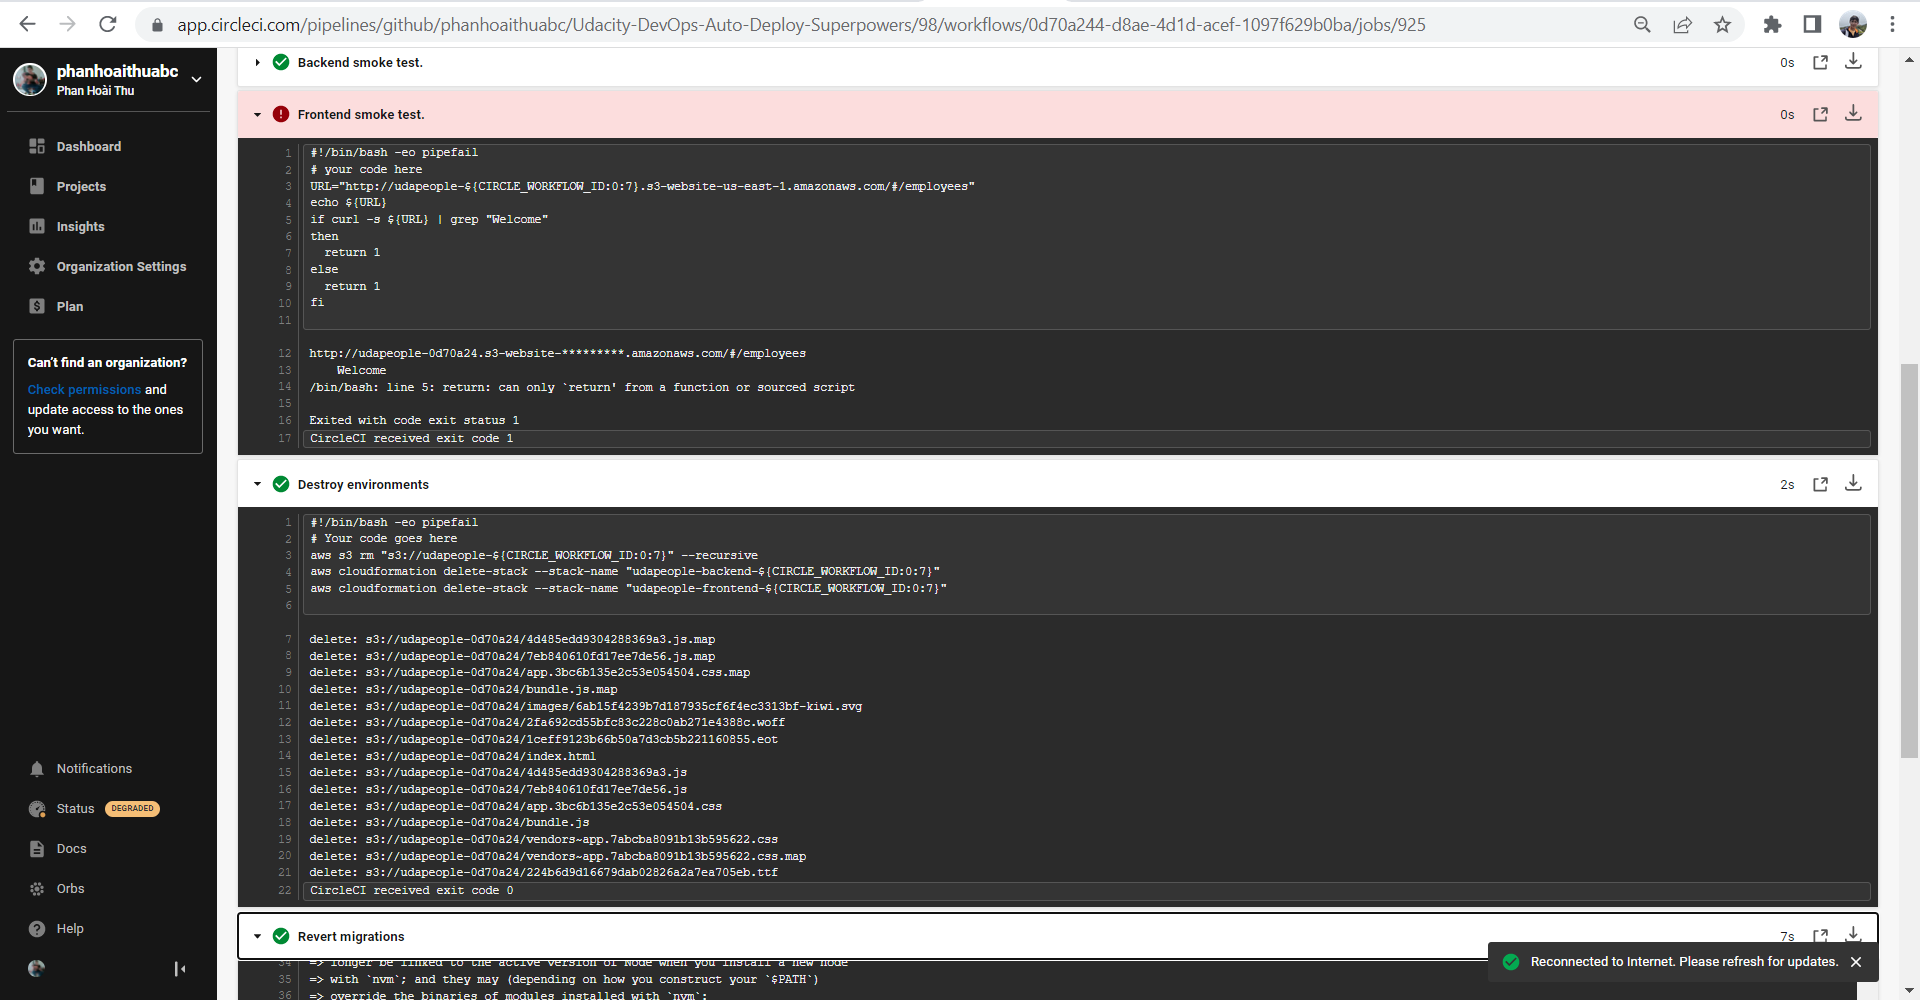 app.circleci.com/pipelines/github/phanhoaithuabc/Udacity-DevOps-Auto-Deploy-Superpowers/98/workflows/0d70a244-d8ae-4d1d-acef-1097f629b0ba/jobs/925
phanhoaithuabc
Phan Hoài Thu
Dashboard
Projects
Insights
Organization Settings
Plan
Can't find an organization?
Check permissions and
update access to the ones
you want.
Notifications
Status DEGRADED
Docs
Orbs
Help
Backend smoke test. 0s
Frontend smoke test. 0s
1 #!/bin/bash -eo pipefail
2 # your code here
3 URL="http://udapeople-${CIRCLE_WORKFLOW_ID:0:7}.s3-website-us-east-1.amazonaws.com/#/employees"
4 echo ${URL}
5 if curl -s ${URL} | grep "Welcome"
6 then
7 return 1
8 else
9 return 1
10 fi
11
12 http://udapeople-0d70a24.s3-website-*********.amazonaws.com/#/employees
13 Welcome
14 /bin/bash: line 5: return: can only `return' from a function or sourced script
15
16 Exited with code exit status 1
17 CircleCI received exit code 1
Destroy environments 2s
1 #!/bin/bash -eo pipefail
2 # Your code goes here
3 aws s3 rm "s3://udapeople-${CIRCLE_WORKFLOW_ID:0:7}" --recursive
4 aws cloudformation delete-stack --stack-name "udapeople-backend-${CIRCLE_WORKFLOW_ID:0:7}"
5 aws cloudformation delete-stack --stack-name "udapeople-frontend-${CIRCLE_WORKFLOW_ID:0:7}"
6
7 delete: s3://udapeople-0d70a24/4d485edd9304288369a3.js.map
8 delete: s3://udapeople-0d70a24/7eb840610fd17ee7de56.js.map
9 delete: s3://udapeople-0d70a24/app.3bc6b135e2c53e054504.css.map
10 delete: s3://udapeople-0d70a24/bundle.js.map
11 delete: s3://udapeople-0d70a24/images/6ab15f4239b7d187935cf6f4ec3313bf-kiwi.svg
12 delete: s3://udapeople-0d70a24/2fa692cd55bfc83c228c0ab271e4388c.woff
13 delete: s3://udapeople-0d70a24/1ceff9123b66b50a7d3cb5b221160855.eot
14 delete: s3://udapeople-0d70a24/index.html
15 delete: s3://udapeople-0d70a24/4d485edd9304288369a3.js
16 delete: s3://udapeople-0d70a24/7eb840610fd17ee7de56.js
17 delete: s3://udapeople-0d70a24/app.3bc6b135e2c53e054504.css
18 delete: s3://udapeople-0d70a24/bundle.js
19 delete: s3://udapeople-0d70a24/vendors~app.7abcba8091b13b595622.css
20 delete: s3://udapeople-0d70a24/vendors~app.7abcba8091b13b595622.css.map
21 delete: s3://udapeople-0d70a24/224b6d9d16679dab02826a2a7ea705eb.ttf
22 CircleCI received exit code 0
Revert migrations 7s
34 => longer be linked to the active version of Node when you install a new node
35 => with `nvm`; and they may (depending on how you construct your `$PATH`)
36 => override the binaries of modules installed with `nvm`:
Reconnected to Internet. Please refresh for updates.